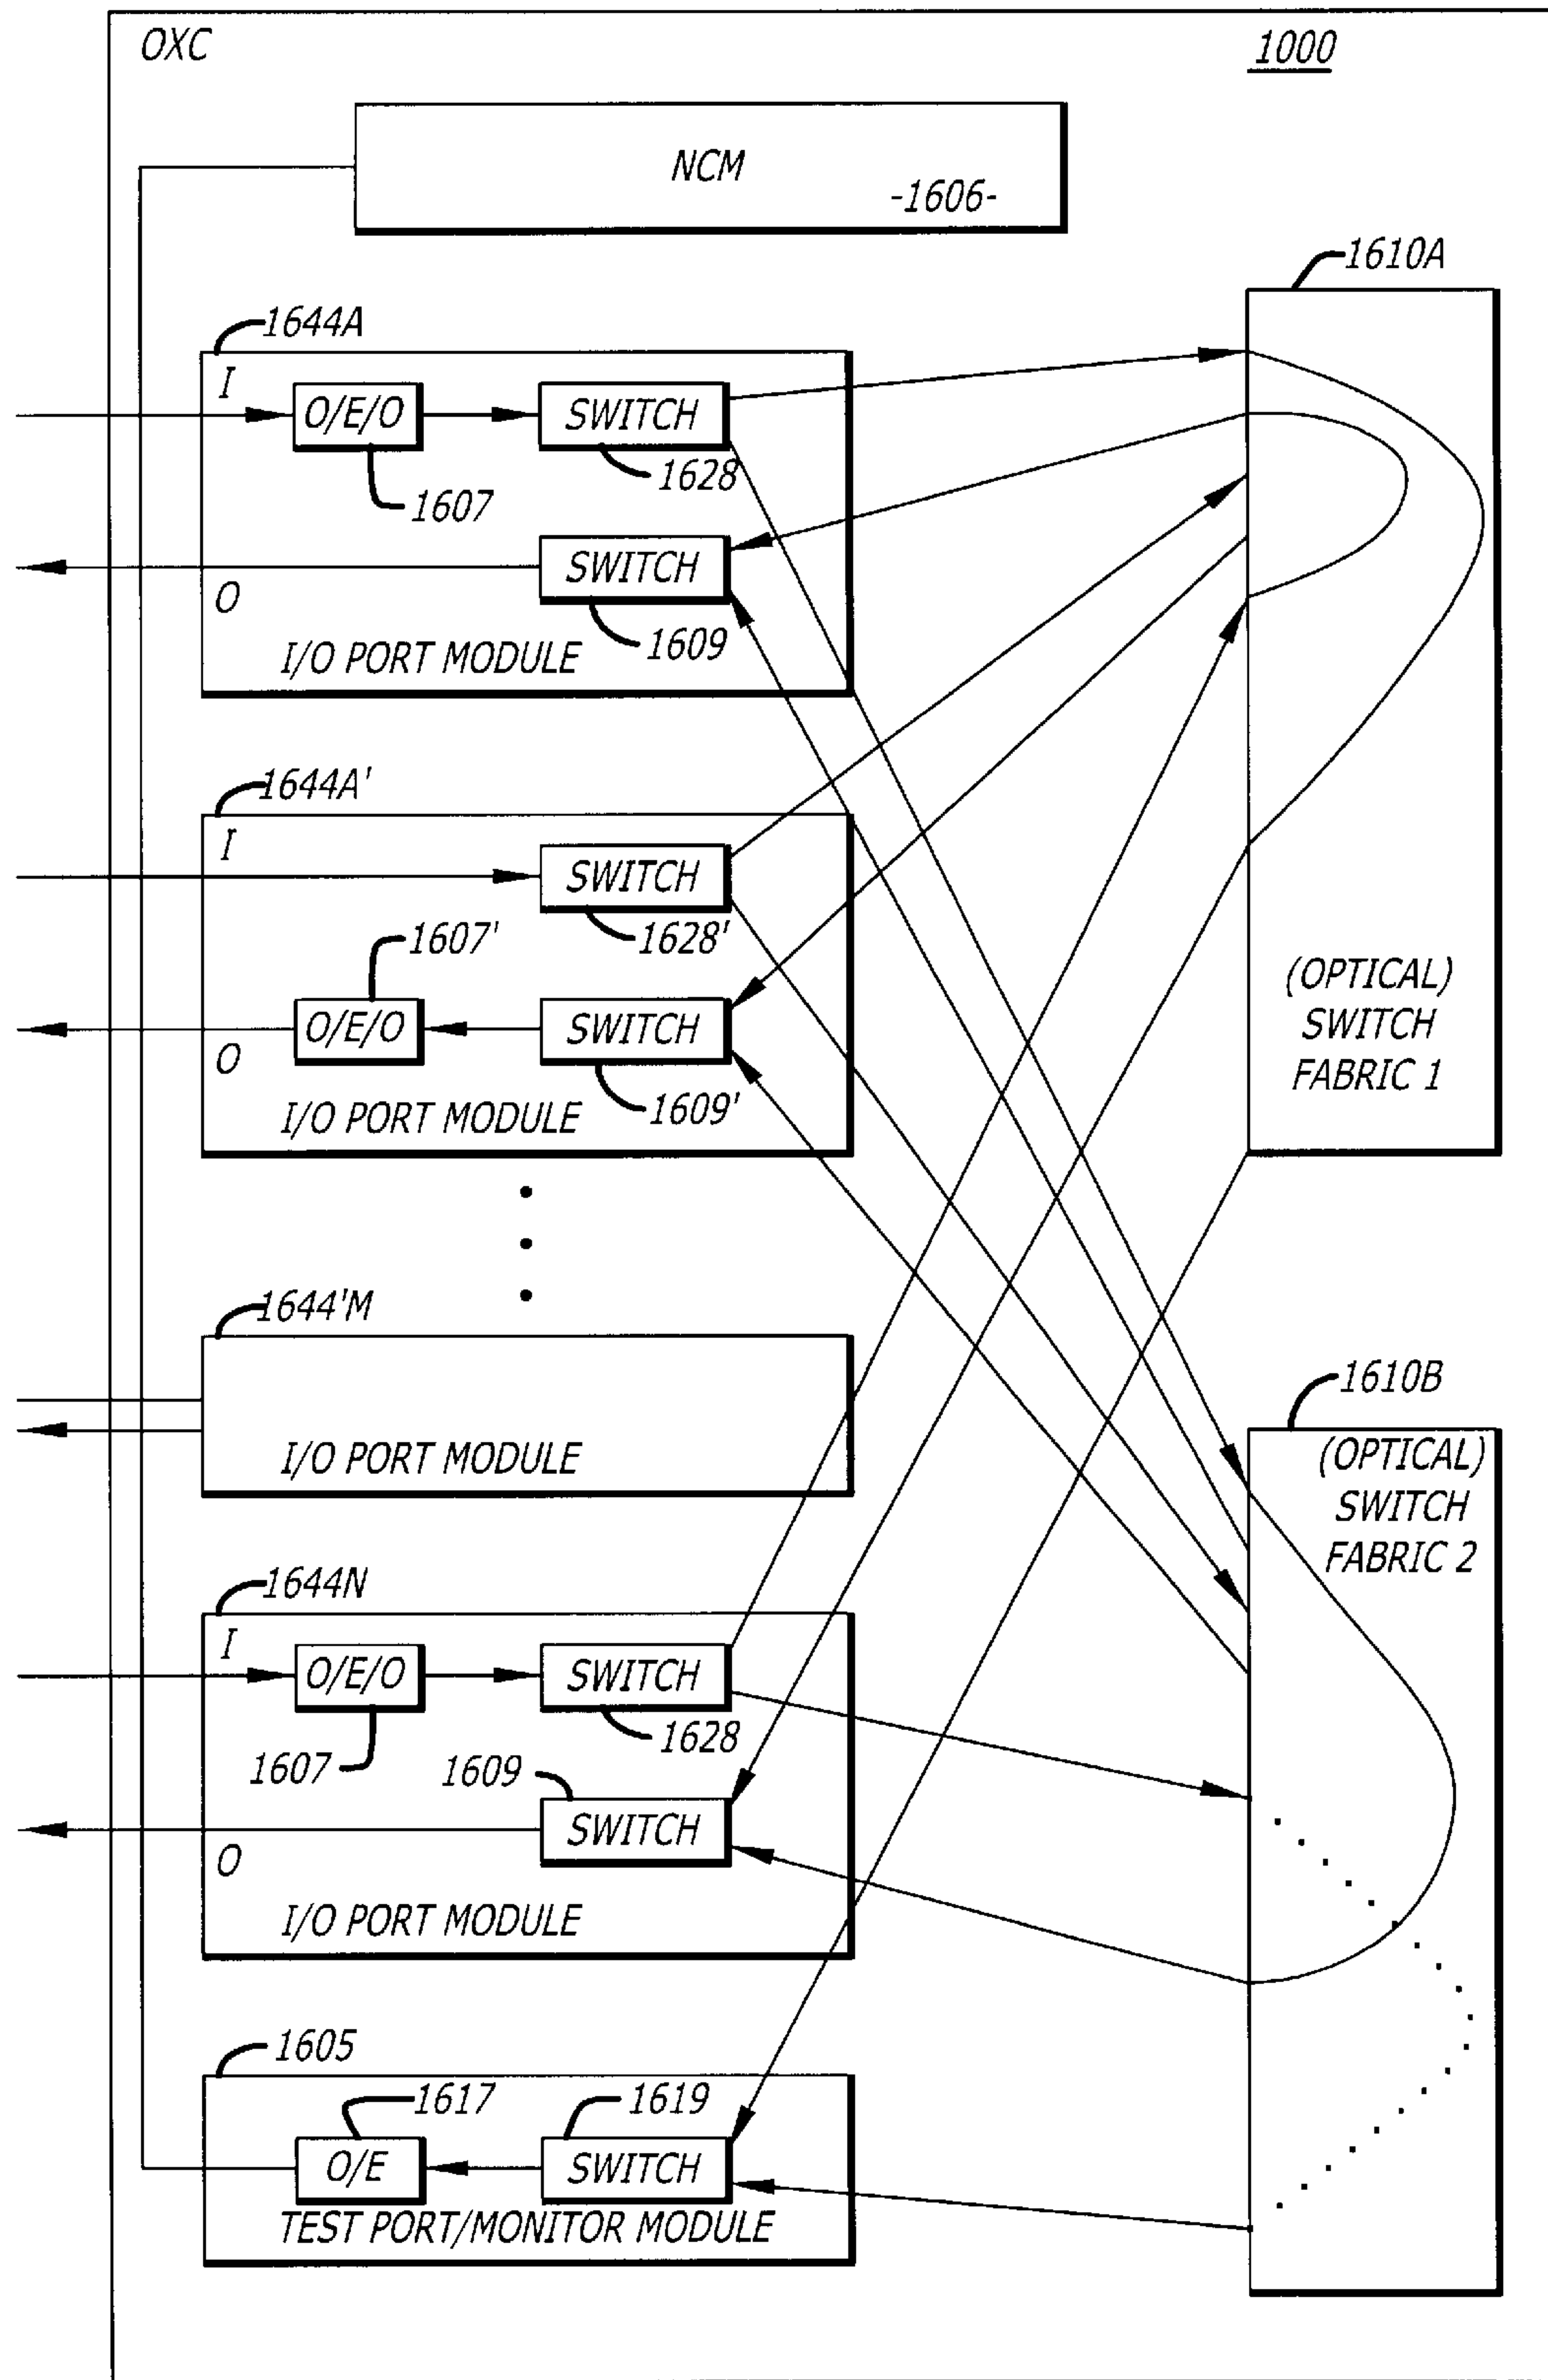 OXC
1000
NCM
-1606-
1610A
1644A
I
O/E/O
SWITCH
1628
1607
SWITCH
O
1609
I/O PORT MODULE
1644A'
I
SWITCH
1628'
1607'
O/E/O
SWITCH
O
1609'
I/O PORT MODULE
(OPTICAL)
SWITCH
FABRIC 1
1644'M
I/O PORT MODULE
1610B
(OPTICAL)
SWITCH
FABRIC 2
1644N
I
O/E/O
SWITCH
1628
1607
1609
SWITCH
O
I/O PORT MODULE
1605
1617
1619
O/E
SWITCH
TEST PORT/MONITOR MODULE